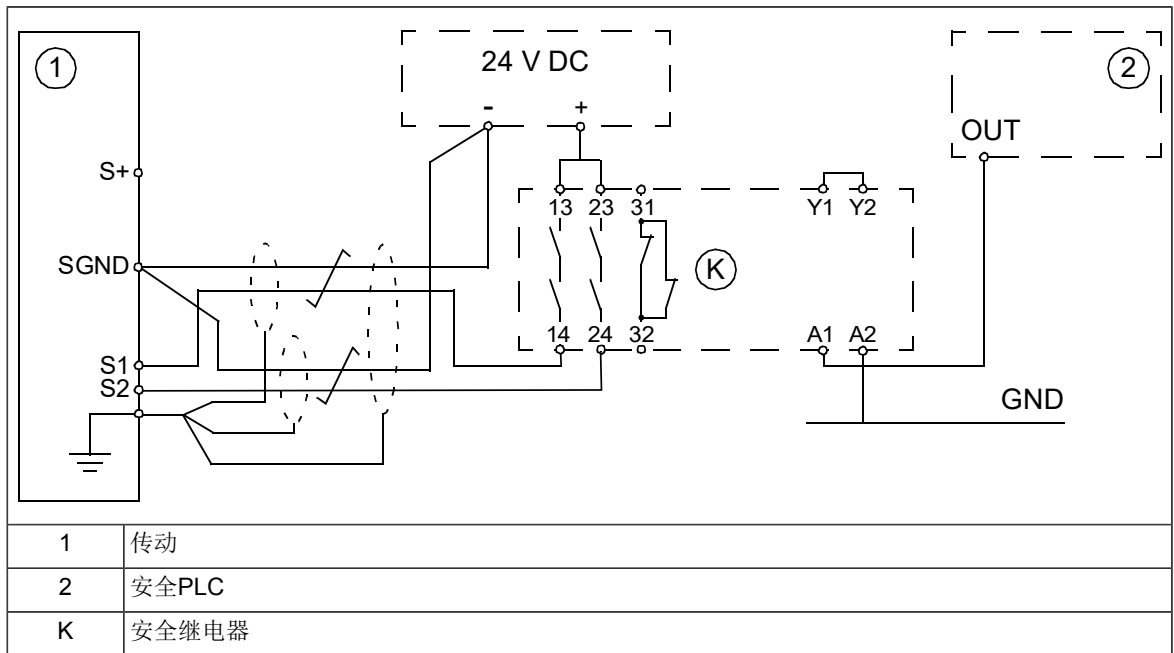 1
24 V DC
2
- +
OUT
S+
13 23 31
Y1 Y2
SGND
K
14 24 32
A1 A2
S1
S2
GND
1 传动
2 安全PLC
K 安全继电器